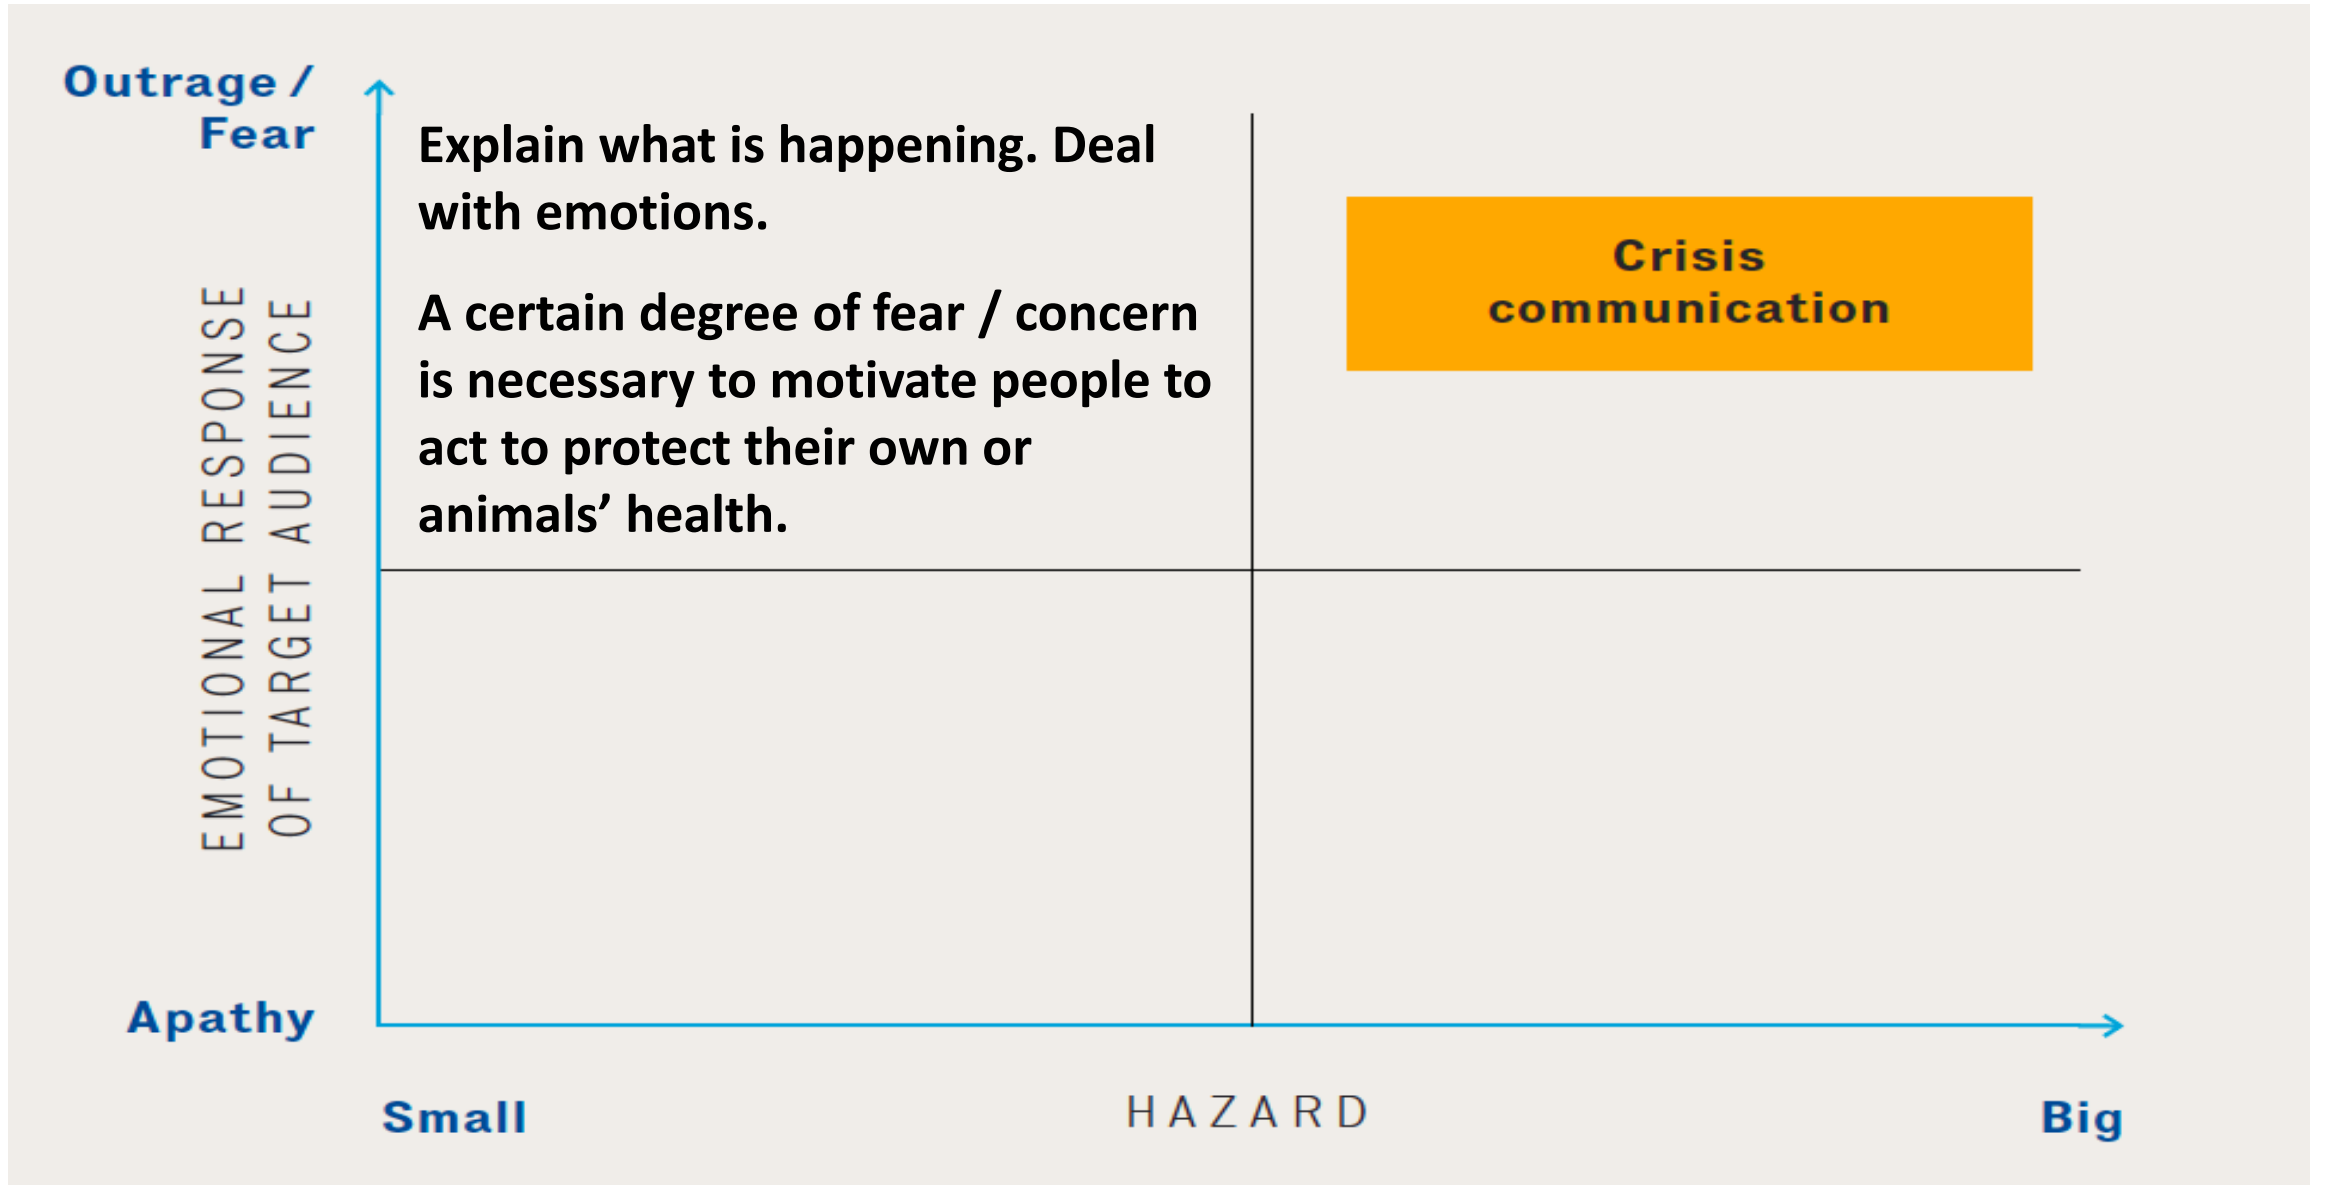 Outrage /
Fear
Explain what is happening. Deal
with emotions.
A certain degree of fear / concern
is necessary to motivate people to
act to protect their own or
animals’ health.
Crisis
communication
EMOTIONAL RESPONSE
OF TARGET AUDIENCE
Apathy
Small
HAZARD
Big